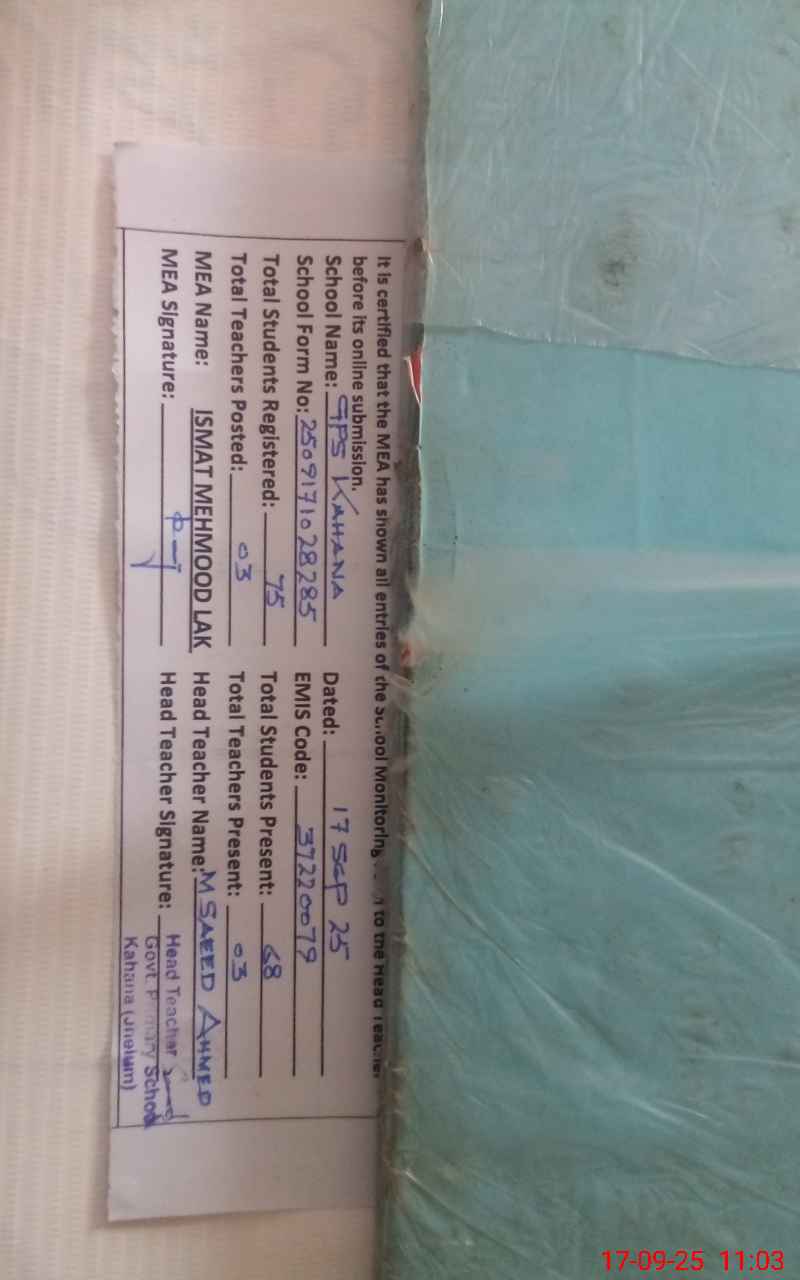 It is certified that the MEA has shown all entries of the School Monitoring to the Head Teacher
before its online submission.
School Name: GPS KAHANA Dated: 17 SEP 25
School Form No: 2509171028285 EMIS Code: 37220079
Total Students Registered: 75 Total Students Present: 68
Total Teachers Posted: 03 Total Teachers Present: 03
MEA Name: ISMAT MEHMOOD LAK Head Teacher Name: M SAEED AHMED
MEA Signature: Head Teacher Signature:
Head Teacher
Govt. Primary School
Kahana (Jhelum)
17-09-25 11:03